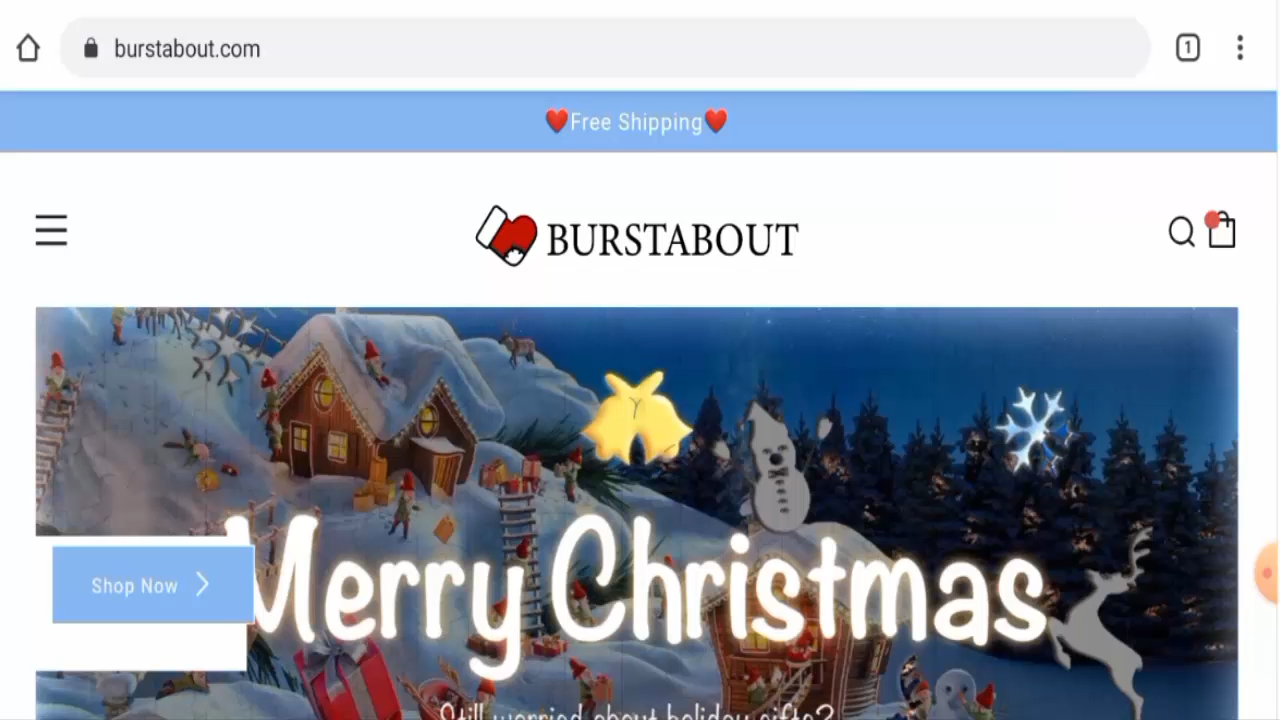 burstabout.com
1
❤️Free Shipping❤️
BURSTABOUT
Merry Christmas
Shop Now
Still worried about holiday gifts?